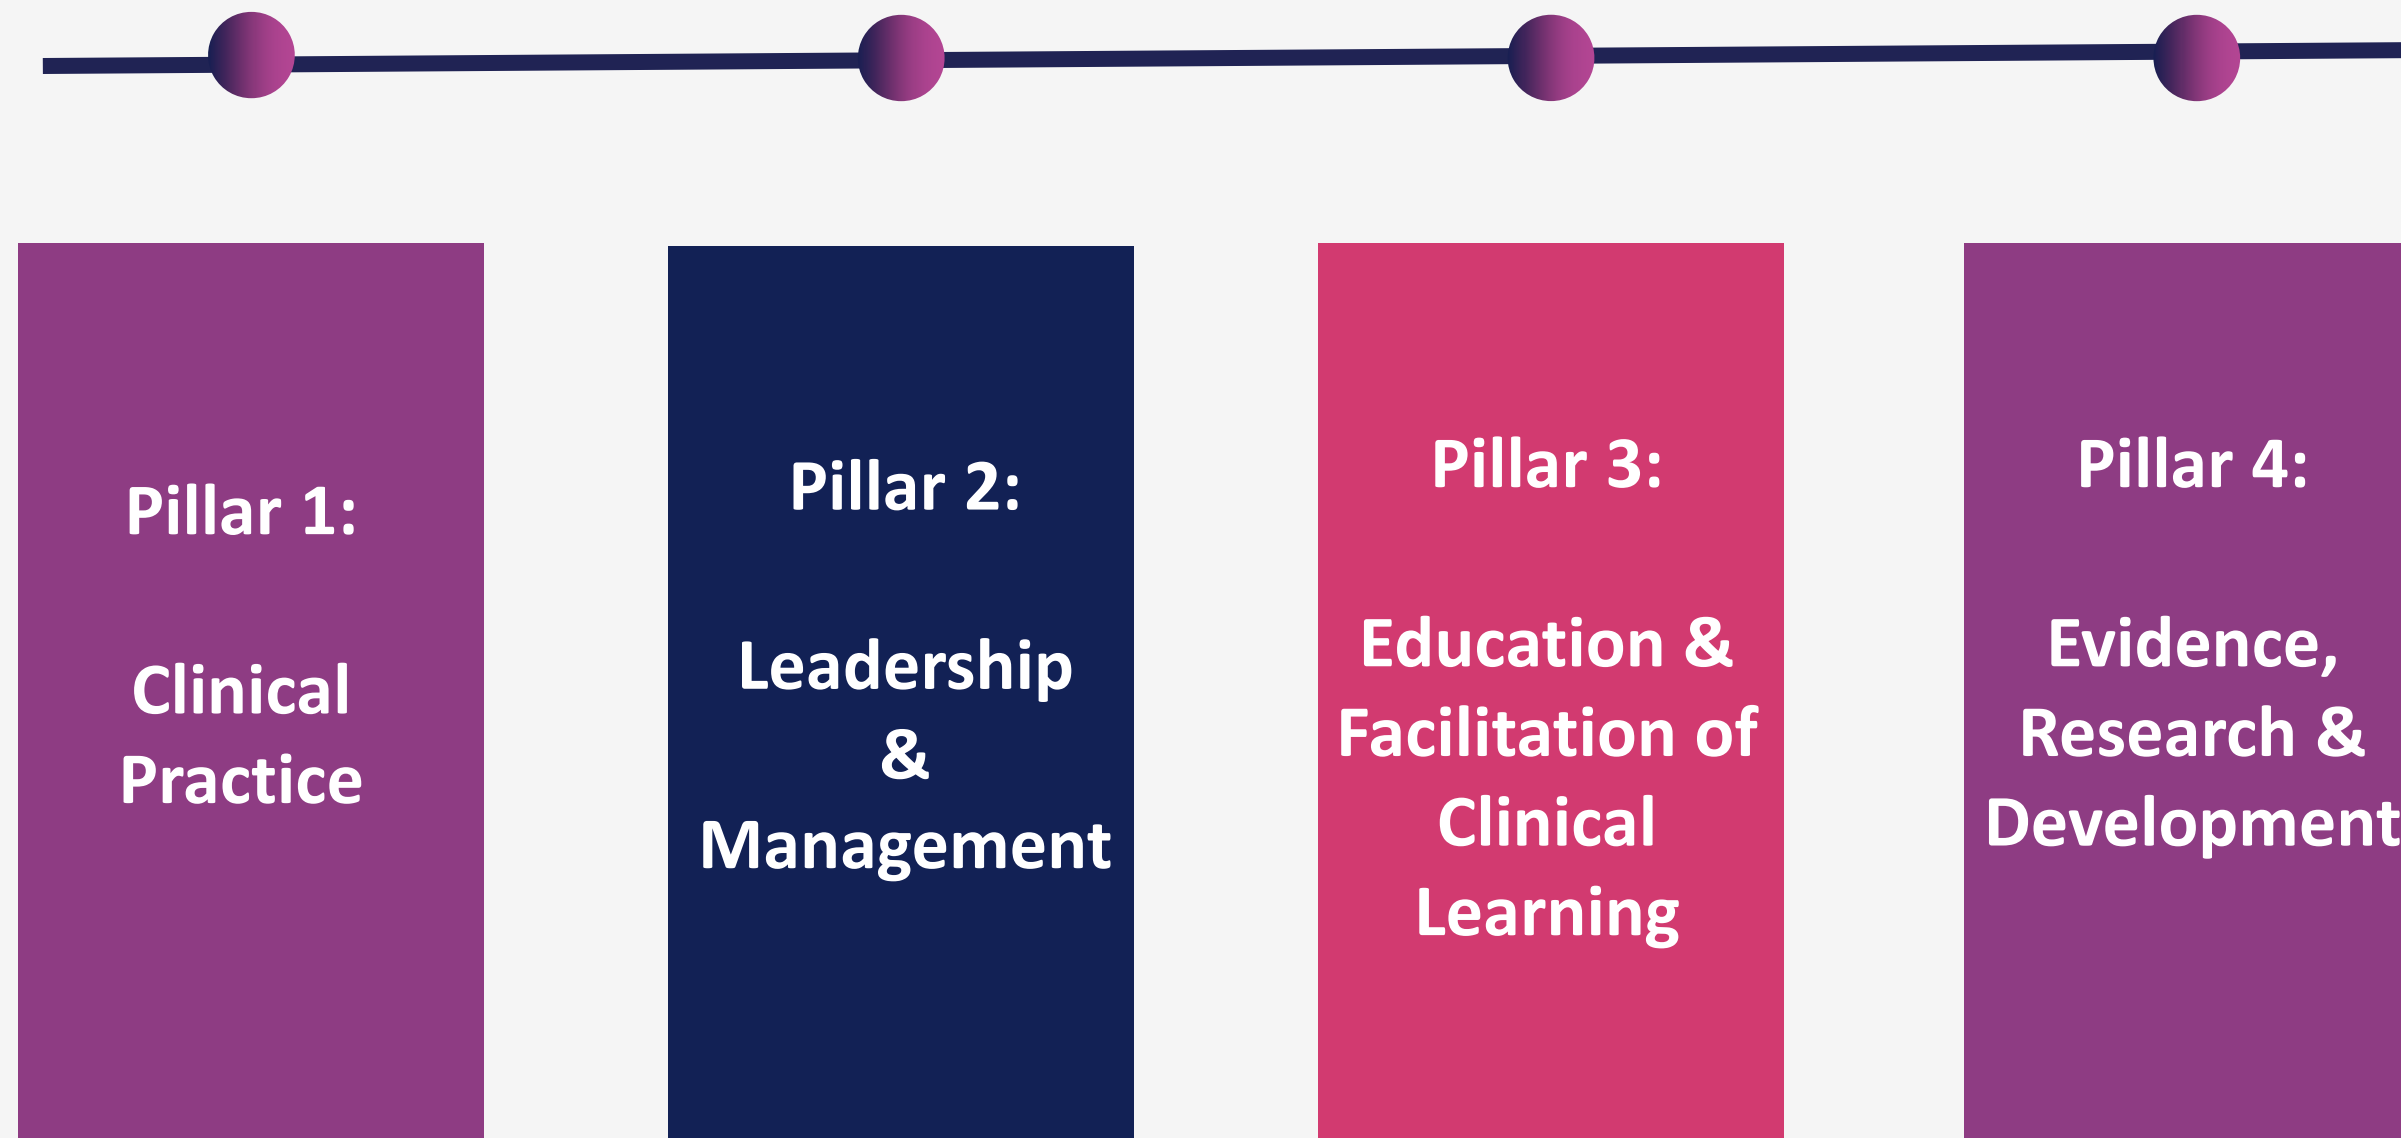 Pillar 1:
Clinical
Practice
Pillar 2:
Leadership
&
Management
Pillar 3:
Education &
Facilitation of
Clinical
Learning
Pillar 4:
Evidence,
Research &
Development